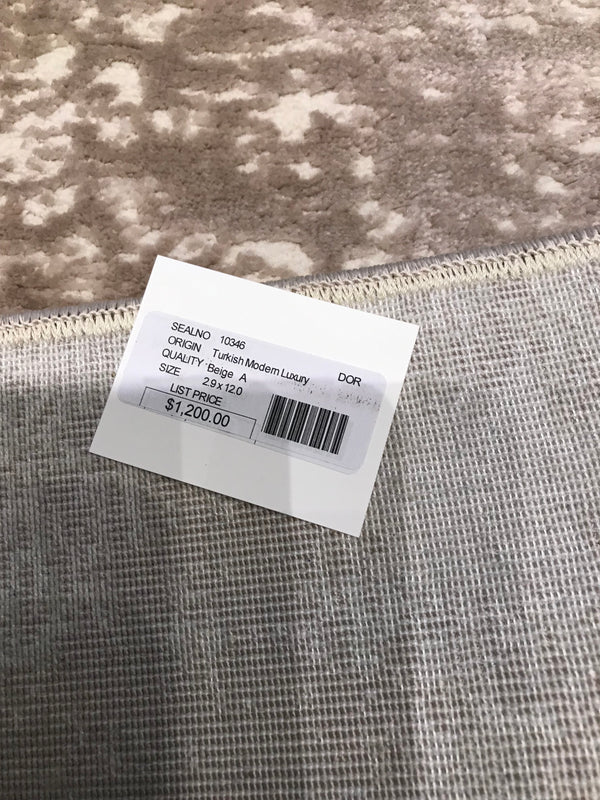 SEALNO 10346
ORIGIN Turkish Modern Luxury DOR
QUALITY Beige A
SIZE 2.9 x 12.0
LIST PRICE
$1,200.00